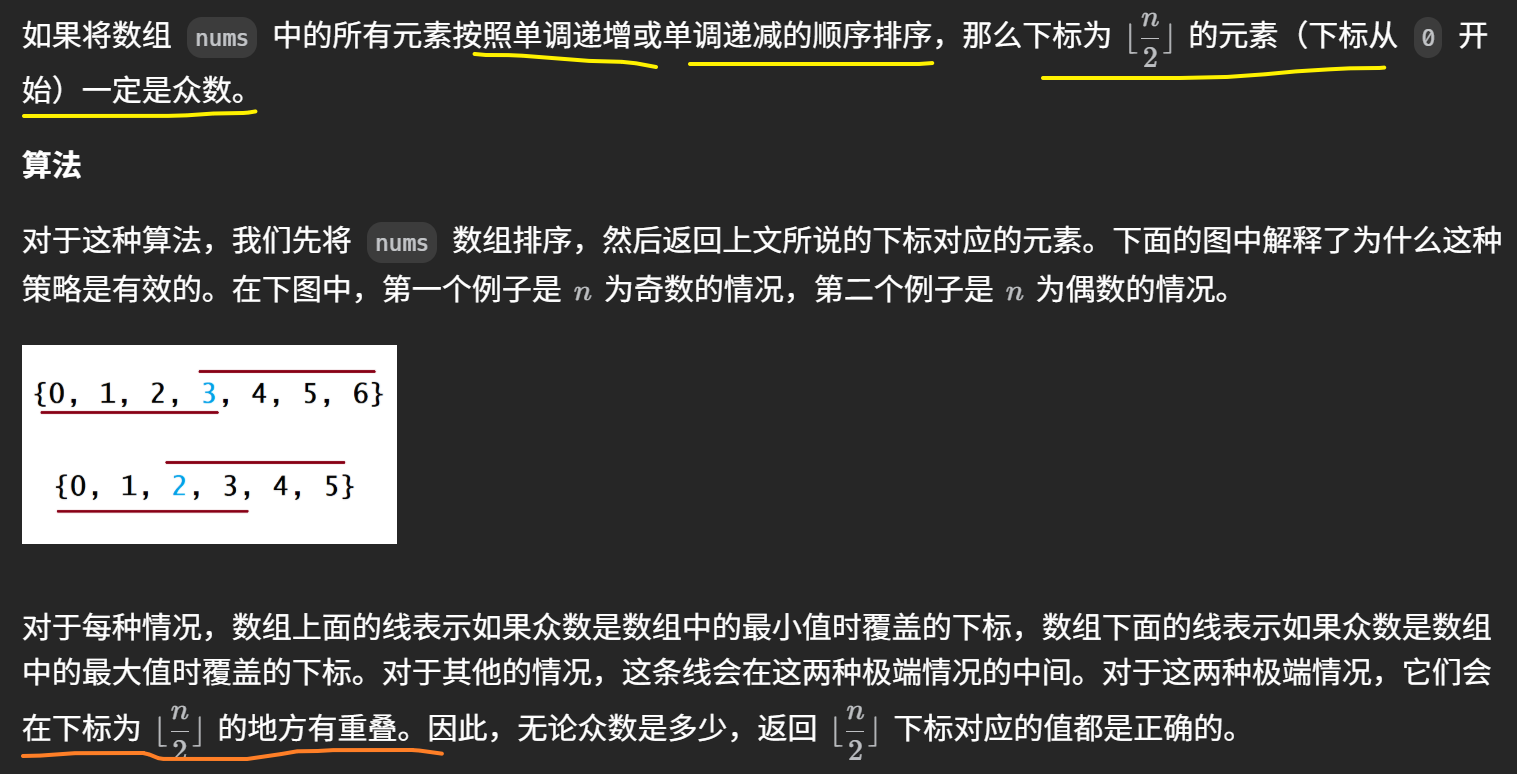 如果将数组 nums 中的所有元素按照单调递增或单调递减的顺序排序，那么下标为 ⌊n/2⌋ 的元素（下标从 0 开
始）一定是众数。
算法
对于这种算法，我们先将 nums 数组排序，然后返回上文所说的下标对应的元素。下面的图中解释了为什么这种
策略是有效的。在下图中，第一个例子是 n 为奇数的情况，第二个例子是 n 为偶数的情况。
{0, 1, 2, 3, 4, 5, 6}
{0, 1, 2, 3, 4, 5}
对于每种情况，数组上面的线表示如果众数是数组中的最小值时覆盖的下标，数组下面的线表示如果众数是数组
中的最大值时覆盖的下标。对于其他的情况，这条线会在这两种极端情况的中间。对于这两种极端情况，它们会
在下标为 ⌊n/2⌋ 的地方有重叠。因此，无论众数是多少，返回 ⌊n/2⌋ 下标对应的值都是正确的。